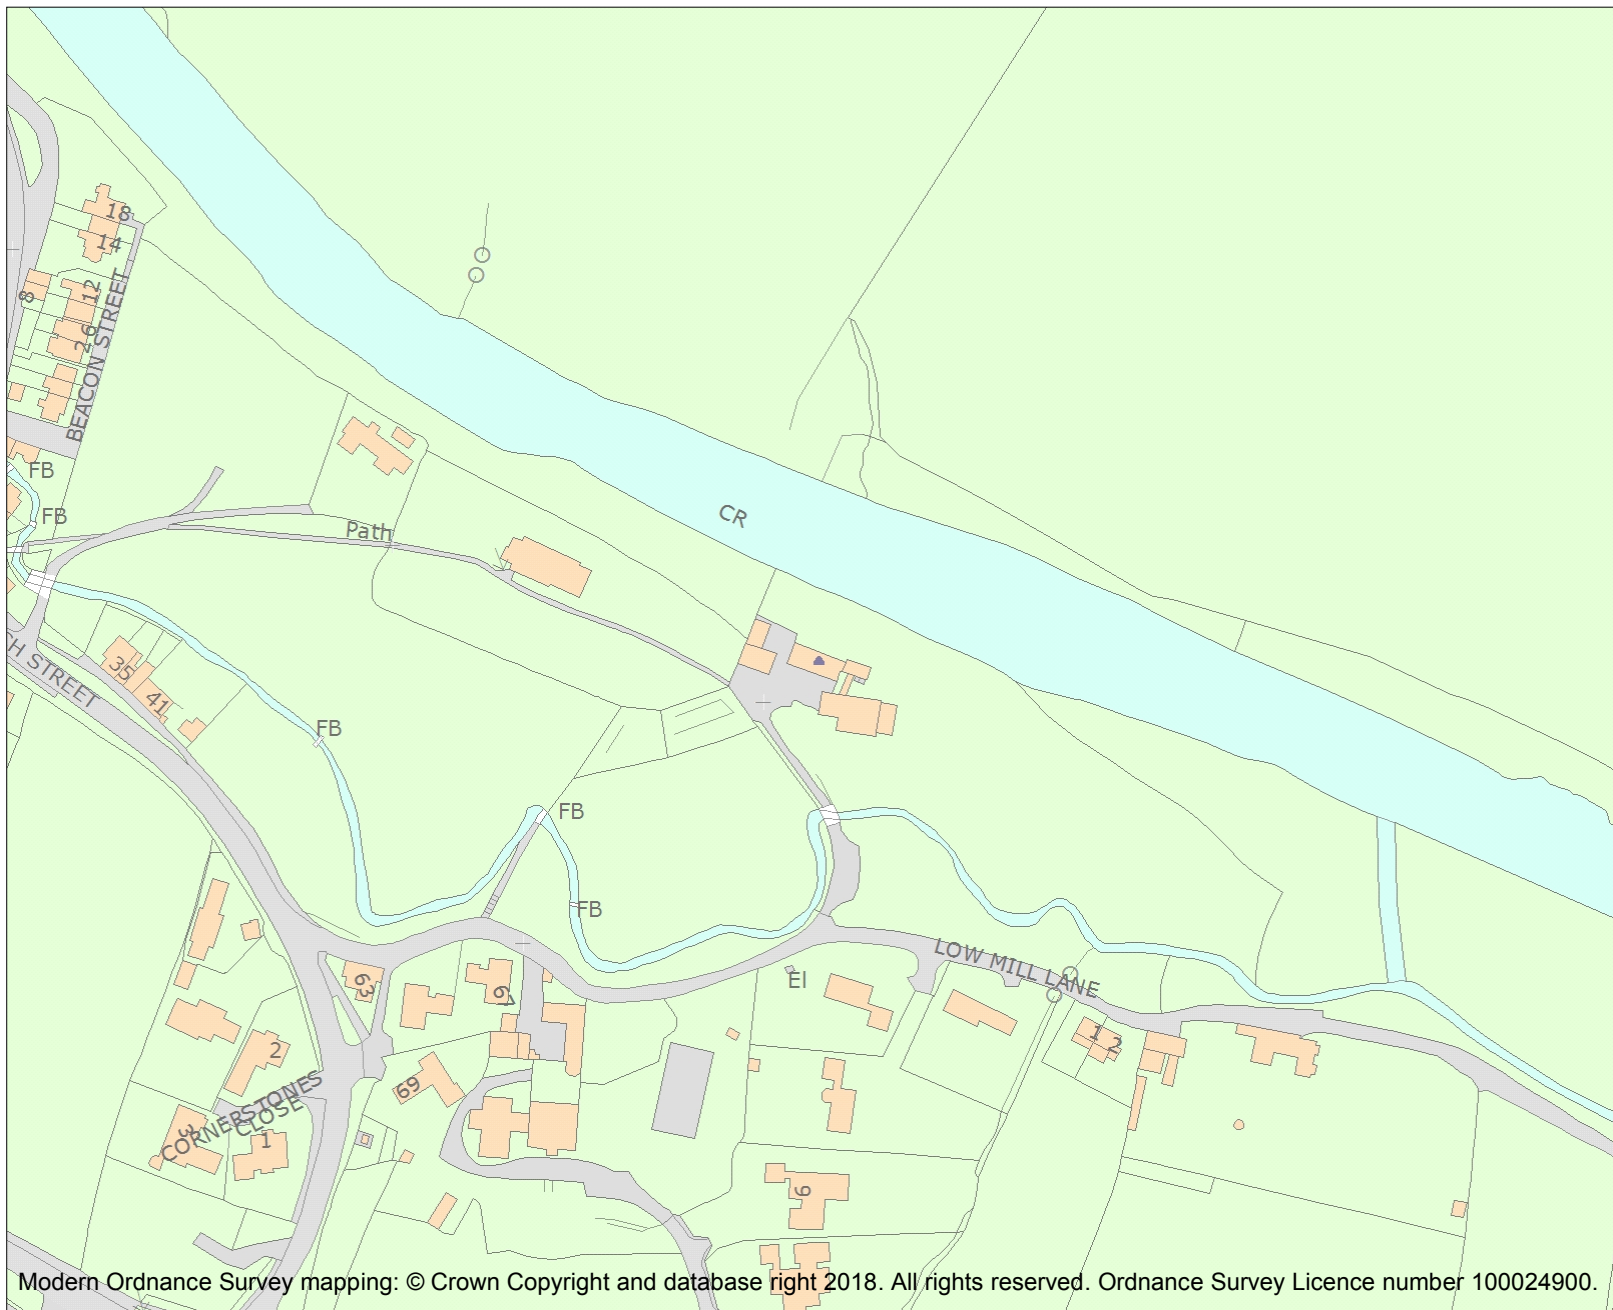 18
14
8
12
6
2
BEACON STREET
FB
FB
Path
CR
CH STREET
35
41
FB
FB
FB
LOW MILL LANE
El
63
67
1
2
2
69
CORNERSTONES
CLOSE
3
1
6
Modern Ordnance Survey mapping: © Crown Copyright and database right 2018. All rights reserved. Ordnance Survey Licence number 100024900.